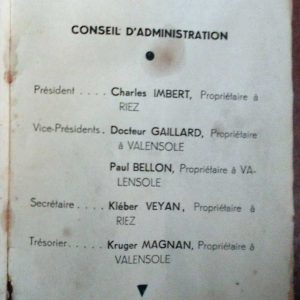 CONSEIL D'ADMINISTRATION
Président . . . . Charles IMBERT, Propriétaire à
RIEZ
Vice-Présidents . Docteur GAILLARD, Propriétaire
à VALENSOLE
Paul BELLON, Propriétaire à VA-
LENSOLE
Secrétaire . . . . Kléber VEYAN, Propriétaire à
RIEZ
Trésorier . . . . . Kruger MAGNAN, Propriétaire à
VALENSOLE